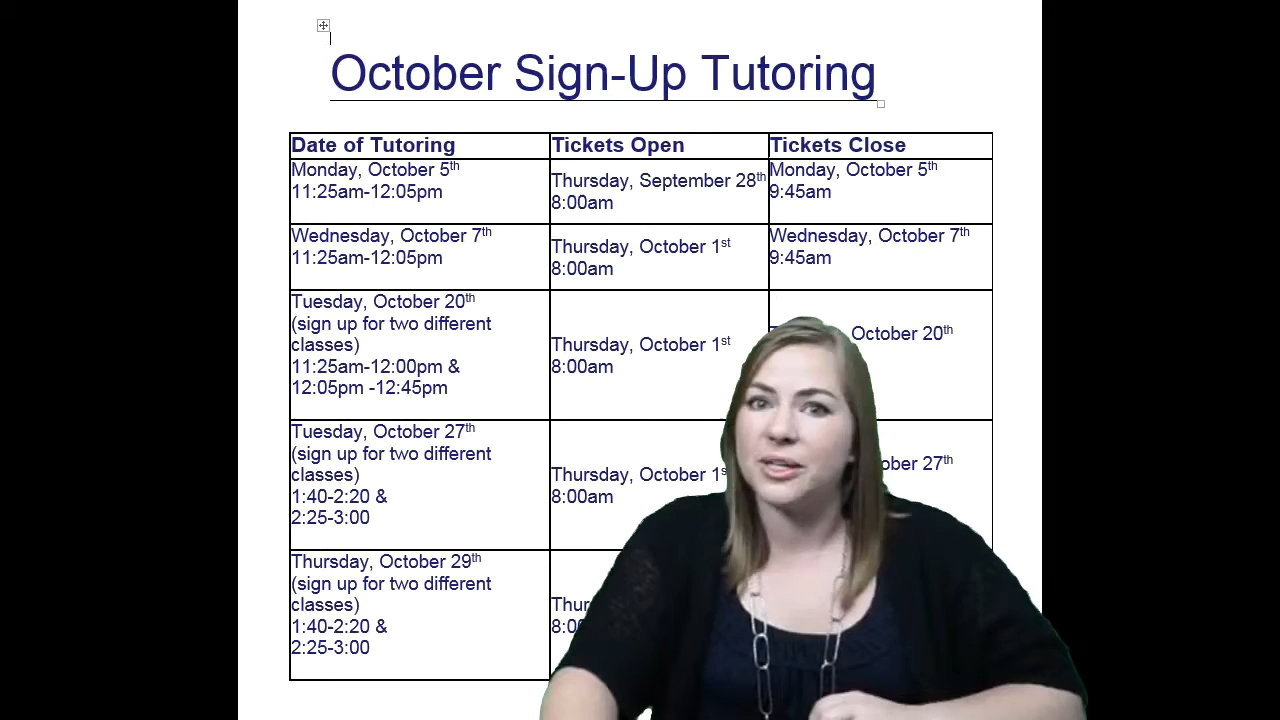 October Sign-Up Tutoring
Date of Tutoring
Tickets Open
Tickets Close
Monday, October 5th
11:25am-12:05pm
Thursday, September 28th
8:00am
Monday, October 5th
9:45am
Wednesday, October 7th
11:25am-12:05pm
Thursday, October 1st
8:00am
Wednesday, October 7th
9:45am
Tuesday, October 20th
(sign up for two different
classes)
11:25am-12:00pm &
12:05pm -12:45pm
Thursday, October 1st
8:00am
October 20th
Tuesday, October 27th
(sign up for two different
classes)
1:40-2:20 &
2:25-3:00
Thursday, October 1
8:00am
27th
Thursday, October 29th
(sign up for two different
classes)
1:40-2:20 &
2:25-3:00